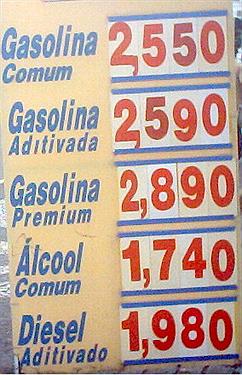 Gasolina 2,550
Comum
Gasolina 2,590
Aditivada
Gasolina 2,890
Premium
Álcool 1,740
Comum
Diesel 1,980
Aditivado